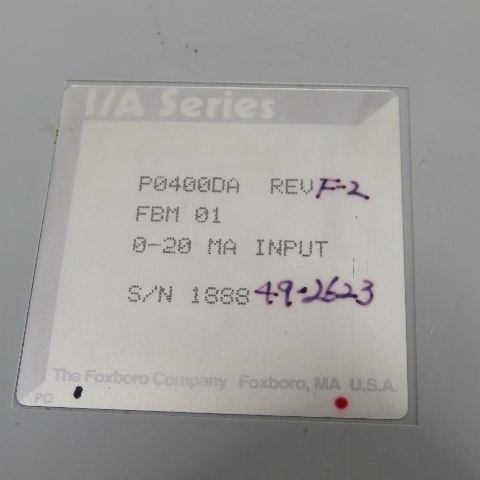 I/A Series
P0400DA REV F-2
FBM 01
0-20 MA INPUT
S/N 1888 49-2623
The Foxboro Company Foxboro, MA U.S.A.
PO